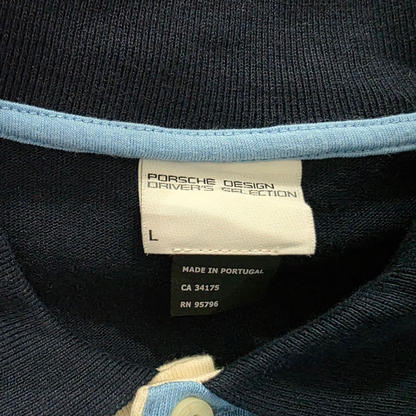 PORSCHE DESIGN
DRIVER'S SELECTION
L
MADE IN PORTUGAL
CA 34175
RN 95796